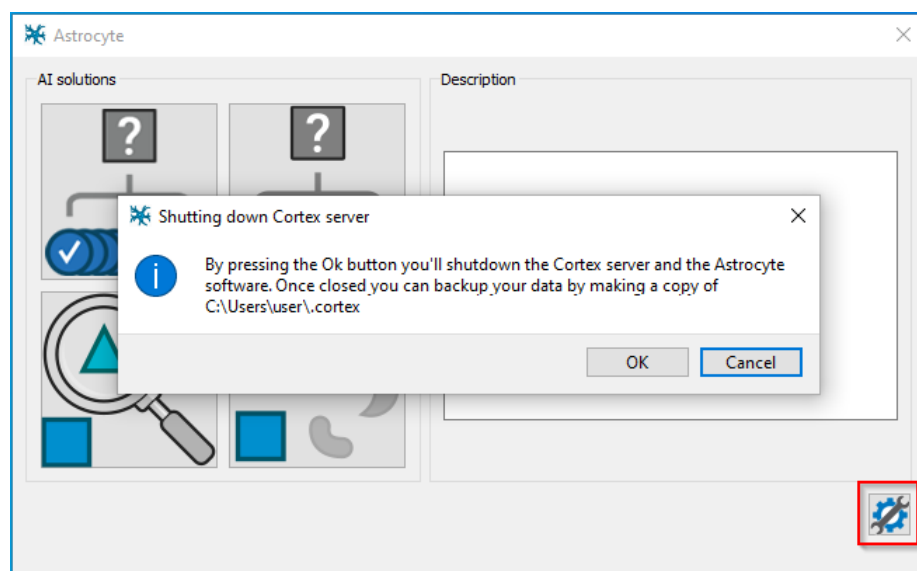 Astrocyte
AI solutions
Description
?
?
Shutting down Cortex server
i
By pressing the Ok button you'll shutdown the Cortex server and the Astrocyte
software. Once closed you can backup your data by making a copy of
C:\Users\user\.cortex
OK
Cancel